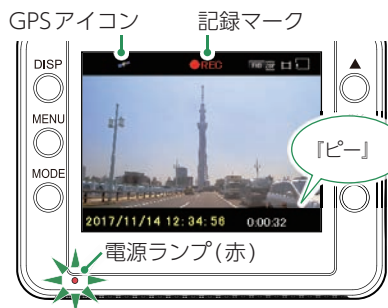 GPSアイコン 記録マーク
DISP
REC
MENU
MODE
『ピー』
2017/11/14 12:34:56 0:00:32
電源ランプ(赤)